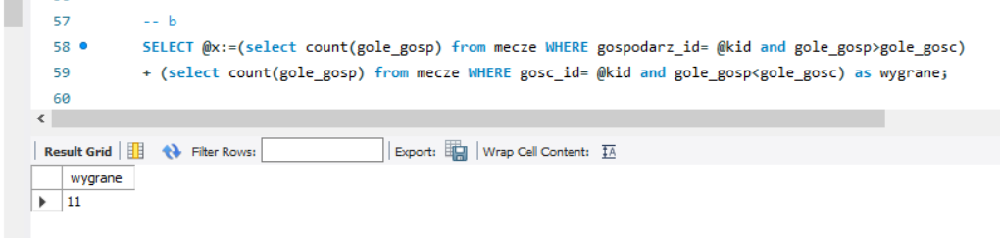 57 -- b
58 SELECT @x:=(select count(gole_gosp) from mecze WHERE gospodarz_id= @kid and gole_gosp>gole_gosc)
59 + (select count(gole_gosp) from mecze WHERE gosc_id= @kid and gole_gosp<gole_gosc) as wygrane;
60
Result Grid Filter Rows: Export: Wrap Cell Content: IA
wygrane
11